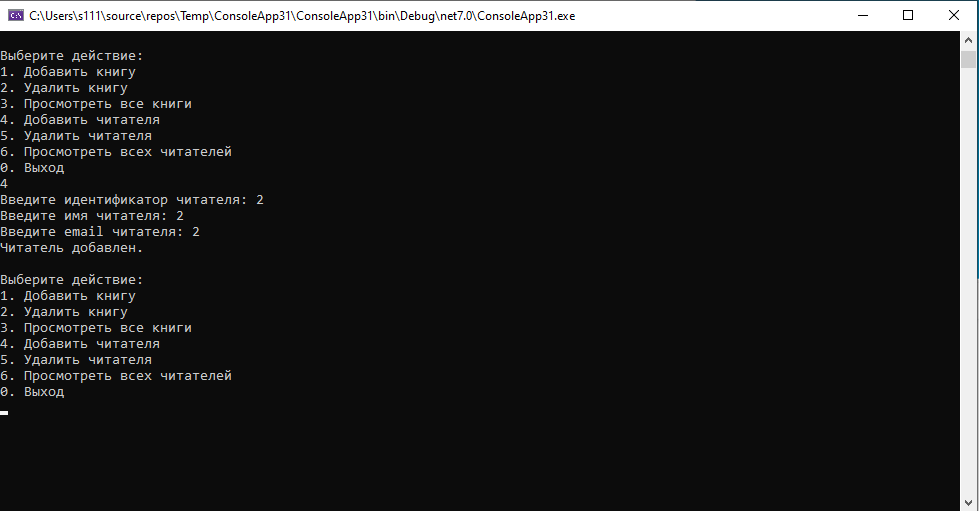 C:\Users\s111\source\repos\Temp\ConsoleApp31\ConsoleApp31\bin\Debug\net7.0\ConsoleApp31.exe
Выберите действие:
1. Добавить книгу
2. Удалить книгу
3. Просмотреть все книги
4. Добавить читателя
5. Удалить читателя
6. Просмотреть всех читателей
0. Выход
4
Введите идентификатор читателя: 2
Введите имя читателя: 2
Введите email читателя: 2
Читатель добавлен.
Выберите действие:
1. Добавить книгу
2. Удалить книгу
3. Просмотреть все книги
4. Добавить читателя
5. Удалить читателя
6. Просмотреть всех читателей
0. Выход